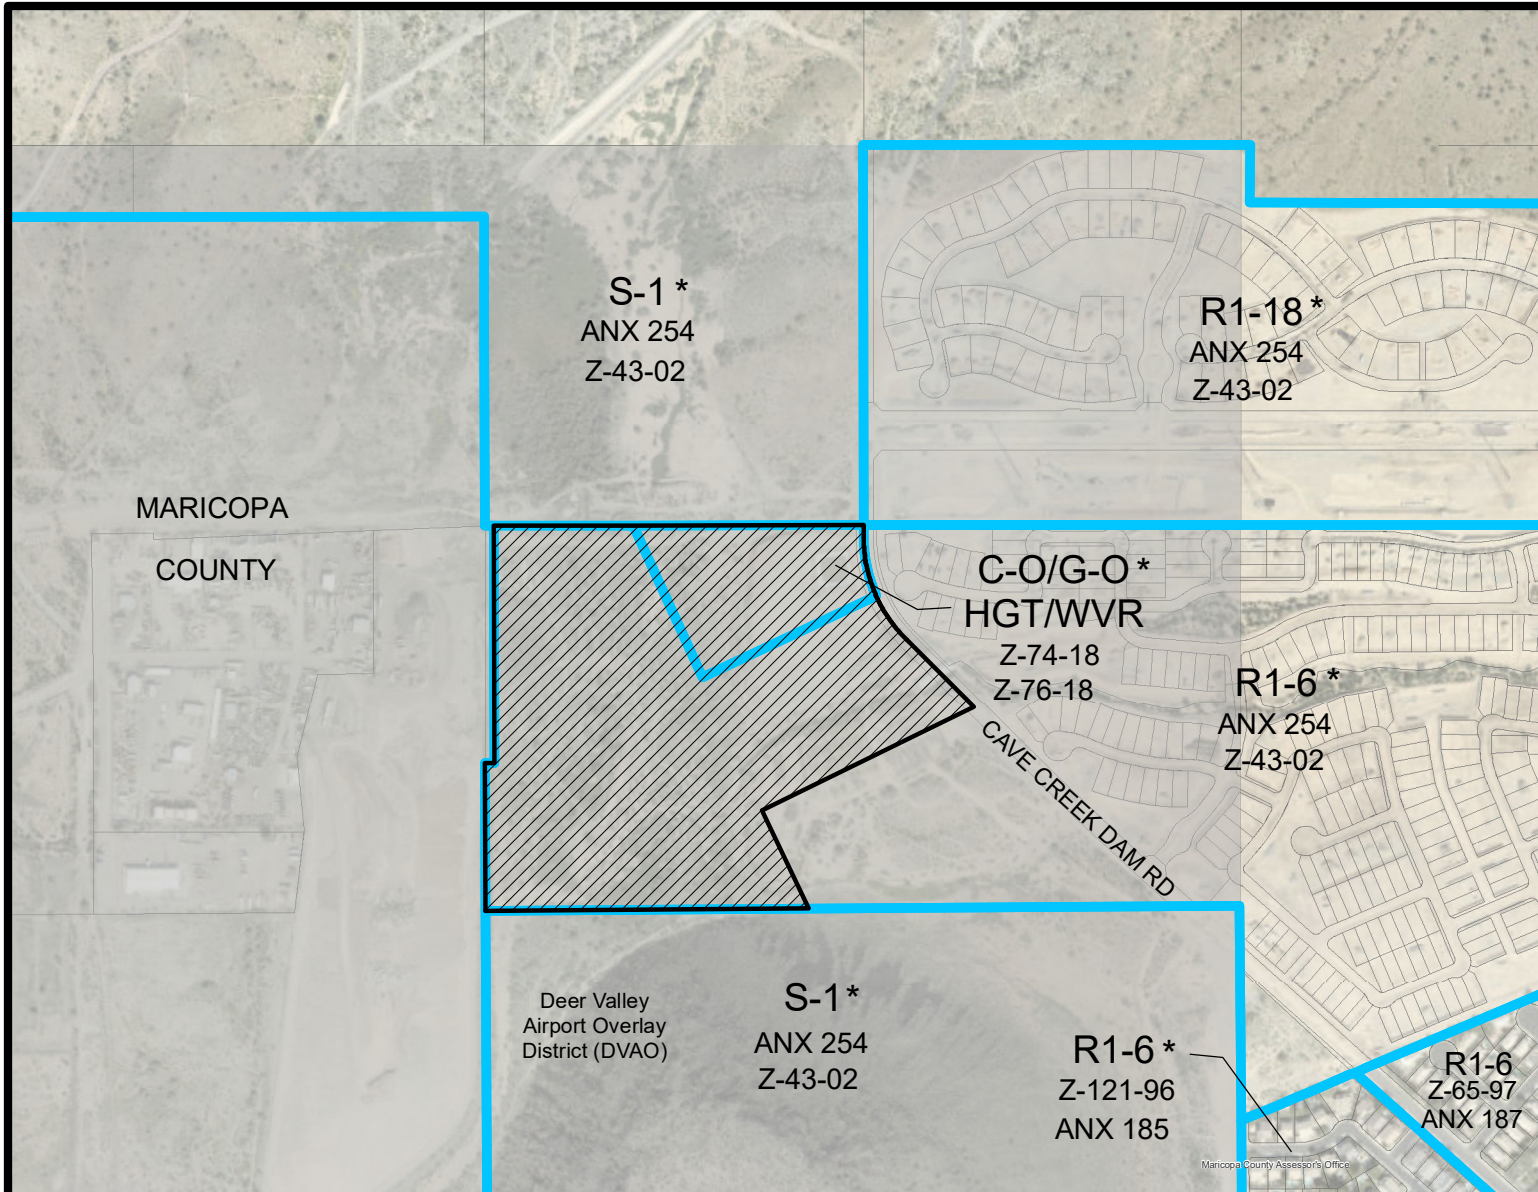 S-1 *
ANX 254
Z-43-02
R1-18 *
ANX 254
Z-43-02
MARICOPA
COUNTY
C-O/G-O *
HGT/WVR
Z-74-18
Z-76-18
R1-6 *
ANX 254
Z-43-02
CAVE CREEK DAM RD
Deer Valley
Airport Overlay
District (DVAO)
S-1 *
ANX 254
Z-43-02
R1-6 *
Z-121-96
ANX 185
R1-6
Z-65-97
ANX 187
Maricopa County Assessor's Office